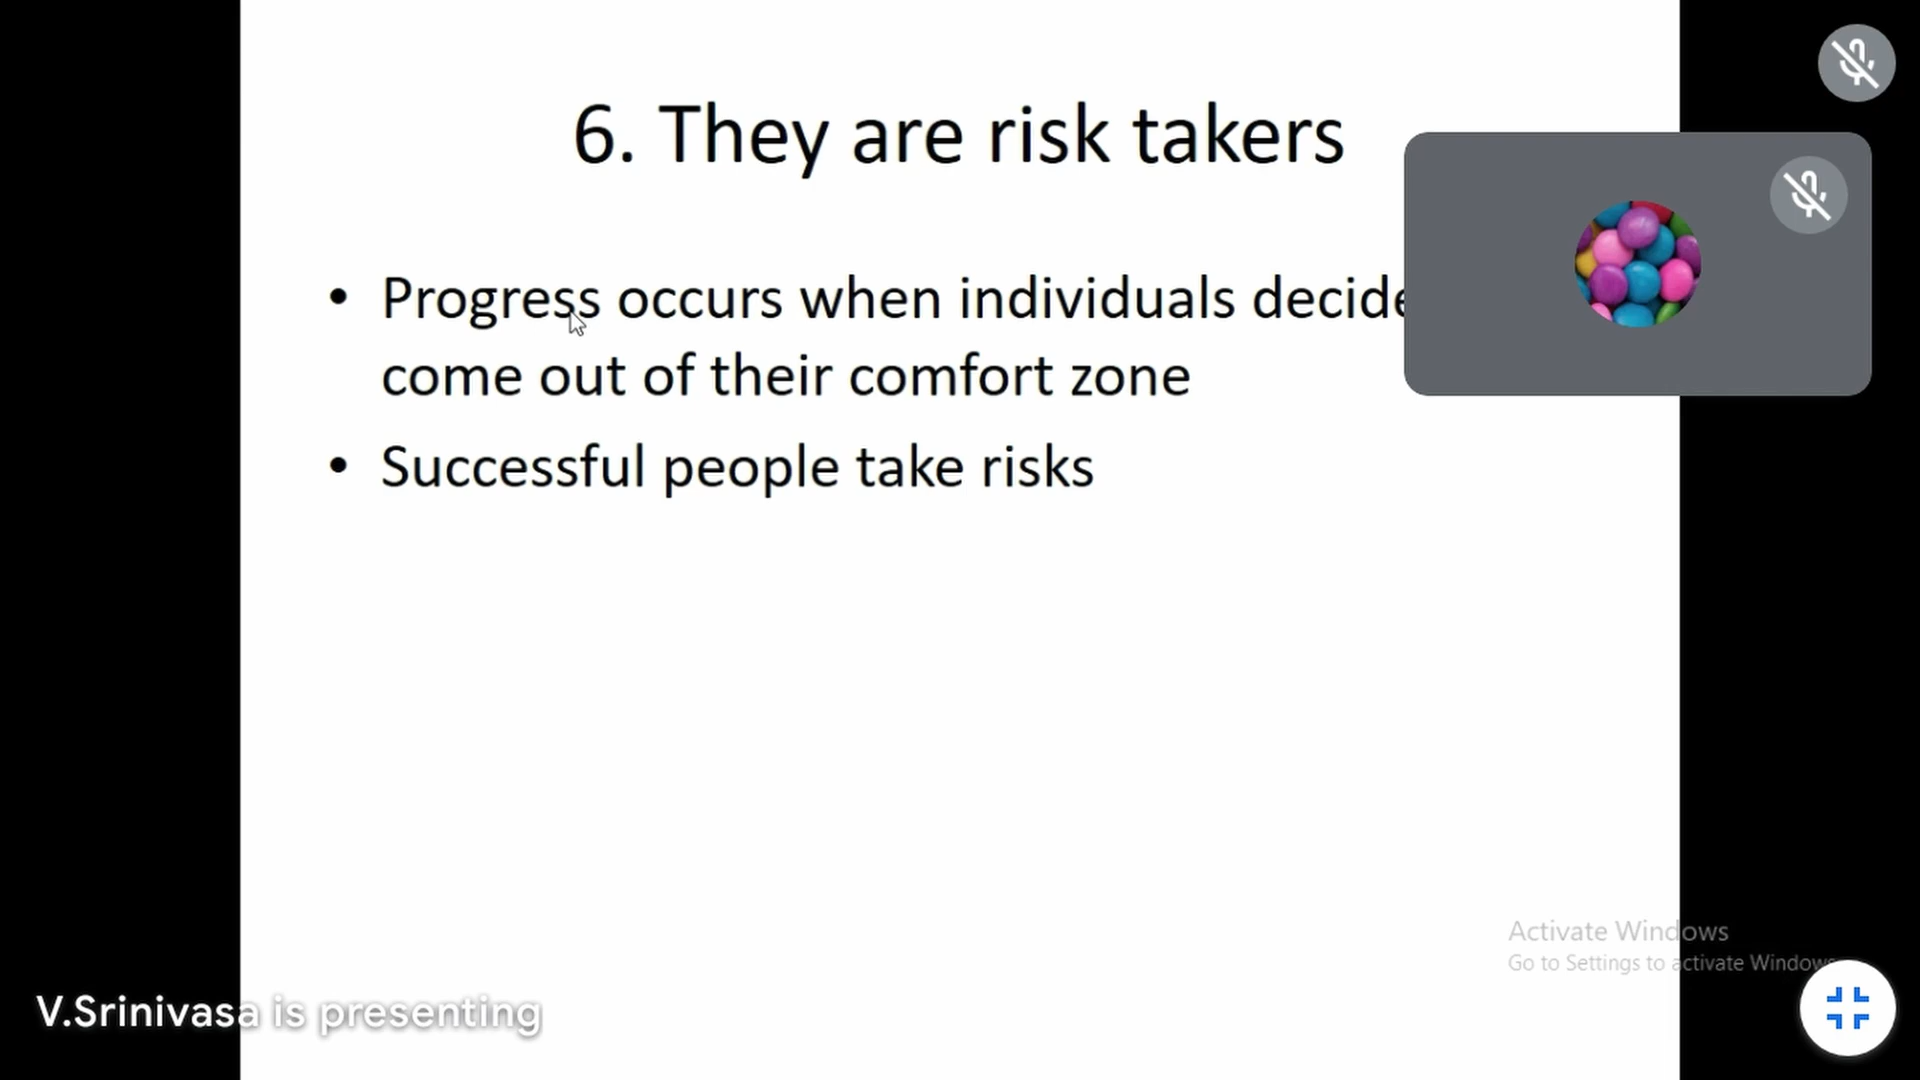 6. They are risk takers
• Progress occurs when individuals decide
come out of their comfort zone
• Successful people take risks
Activate Windows
Go to Settings to activate Windows
V.Srinivasa is presenting